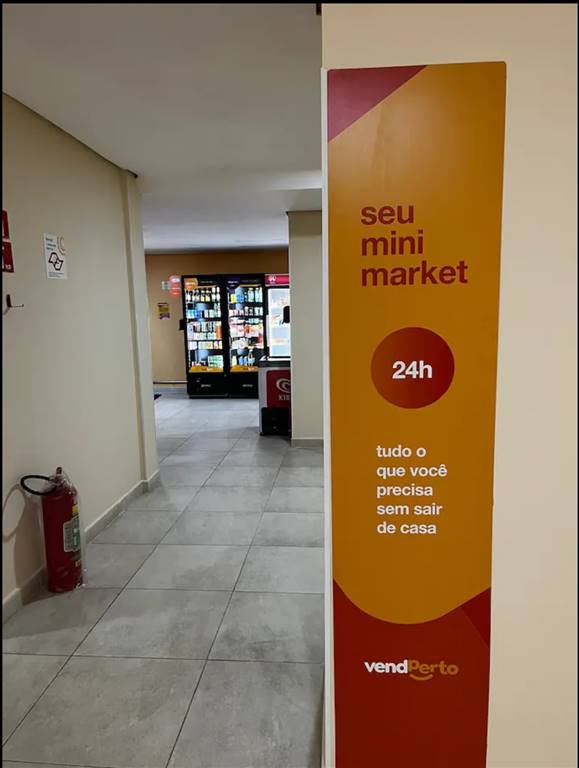 seu
mini
market
24h
tudo o
que você
precisa
sem sair
de casa
vendPerto